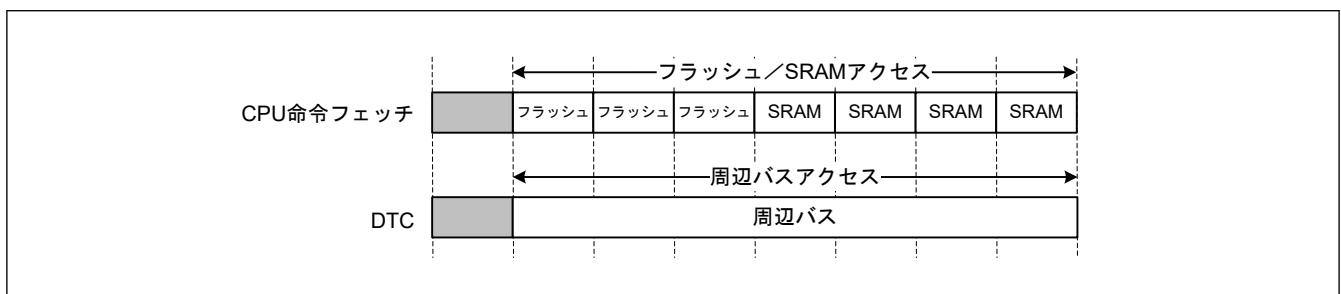 フラッシュ／SRAMアクセス
CPU命令フェッチ フラッシュ フラッシュ フラッシュ SRAM SRAM SRAM SRAM
周辺バスアクセス
DTC 周辺バス